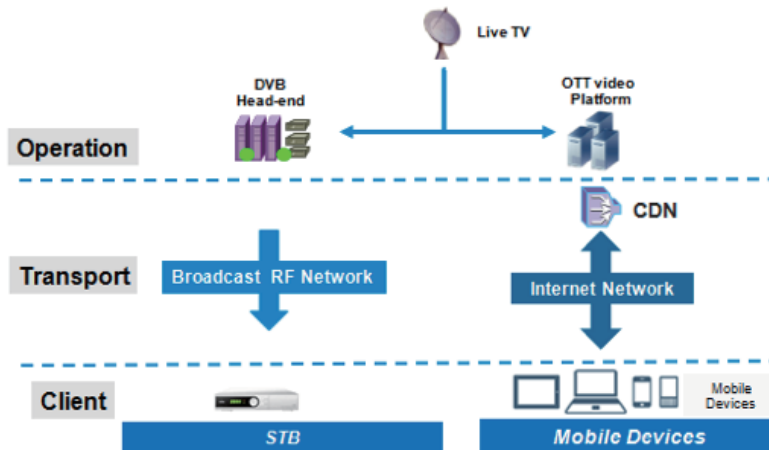 Live TV
DVB
Head-end
OTT video
Platform
Operation
CDN
Transport
Broadcast RF Network
Internet Network
Client
Mobile
Devices
STB
Mobile Devices